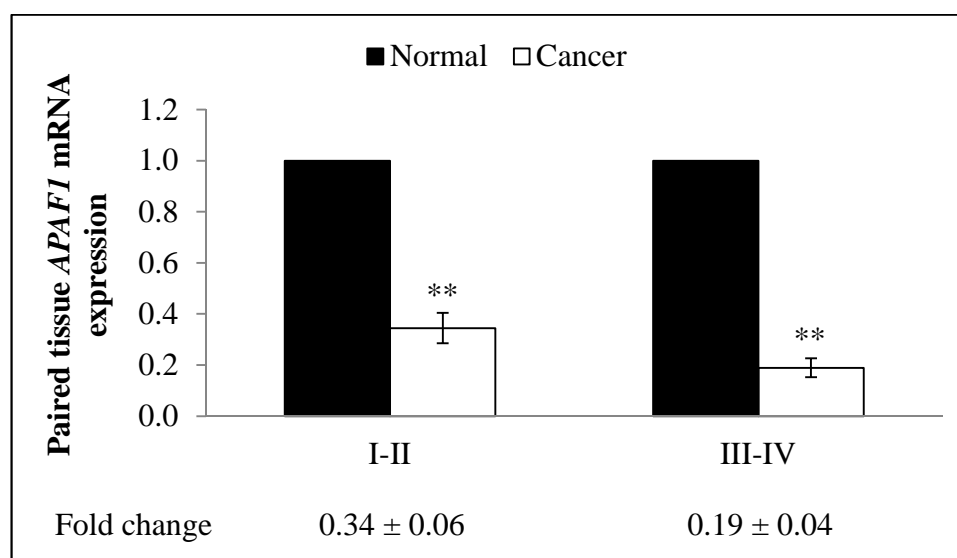 Normal Cancer
Paired tissue APAF1 mRNA
expression
1.2
1.0
0.8
0.6
0.4
0.2
0.0
**
**
I-II III-IV
Fold change 0.34 ± 0.06 0.19 ± 0.04